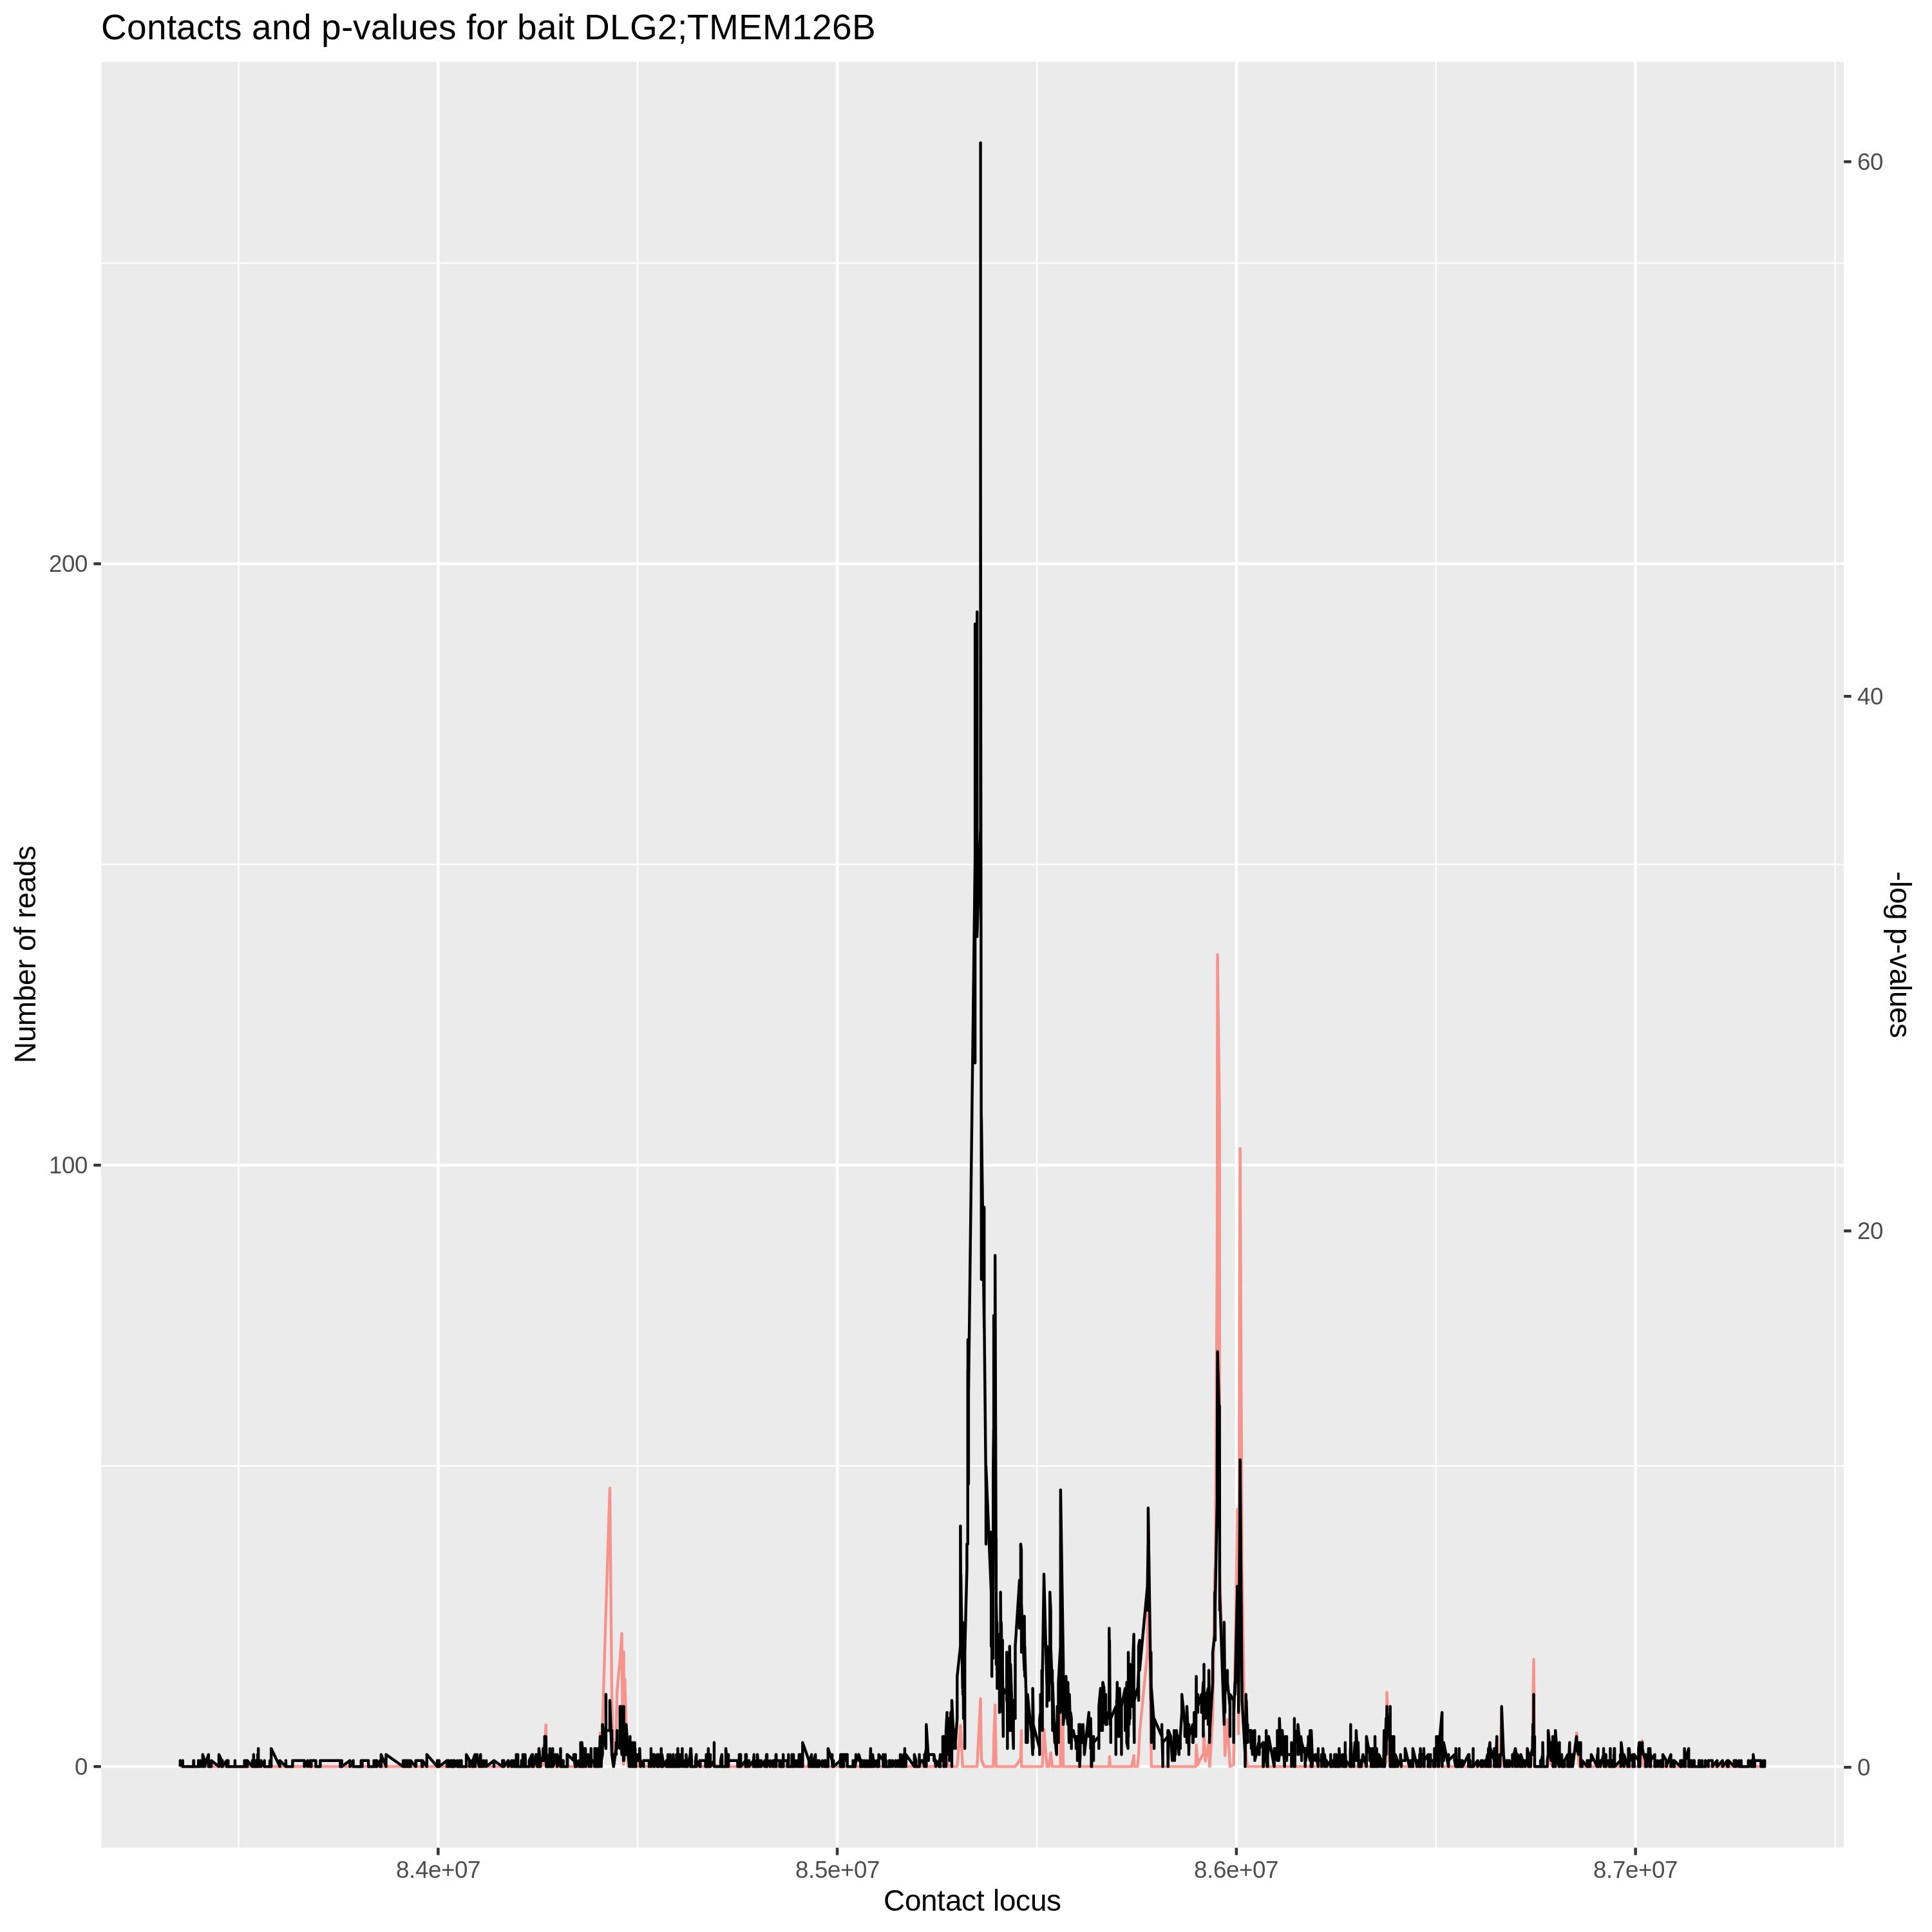 Contacts and p-values for bait DLG2;TMEM126B
Number of reads
200
100
0
60
40
20
0
-log p-values
8.4e+07 8.5e+07 8.6e+07 8.7e+07
Contact locus